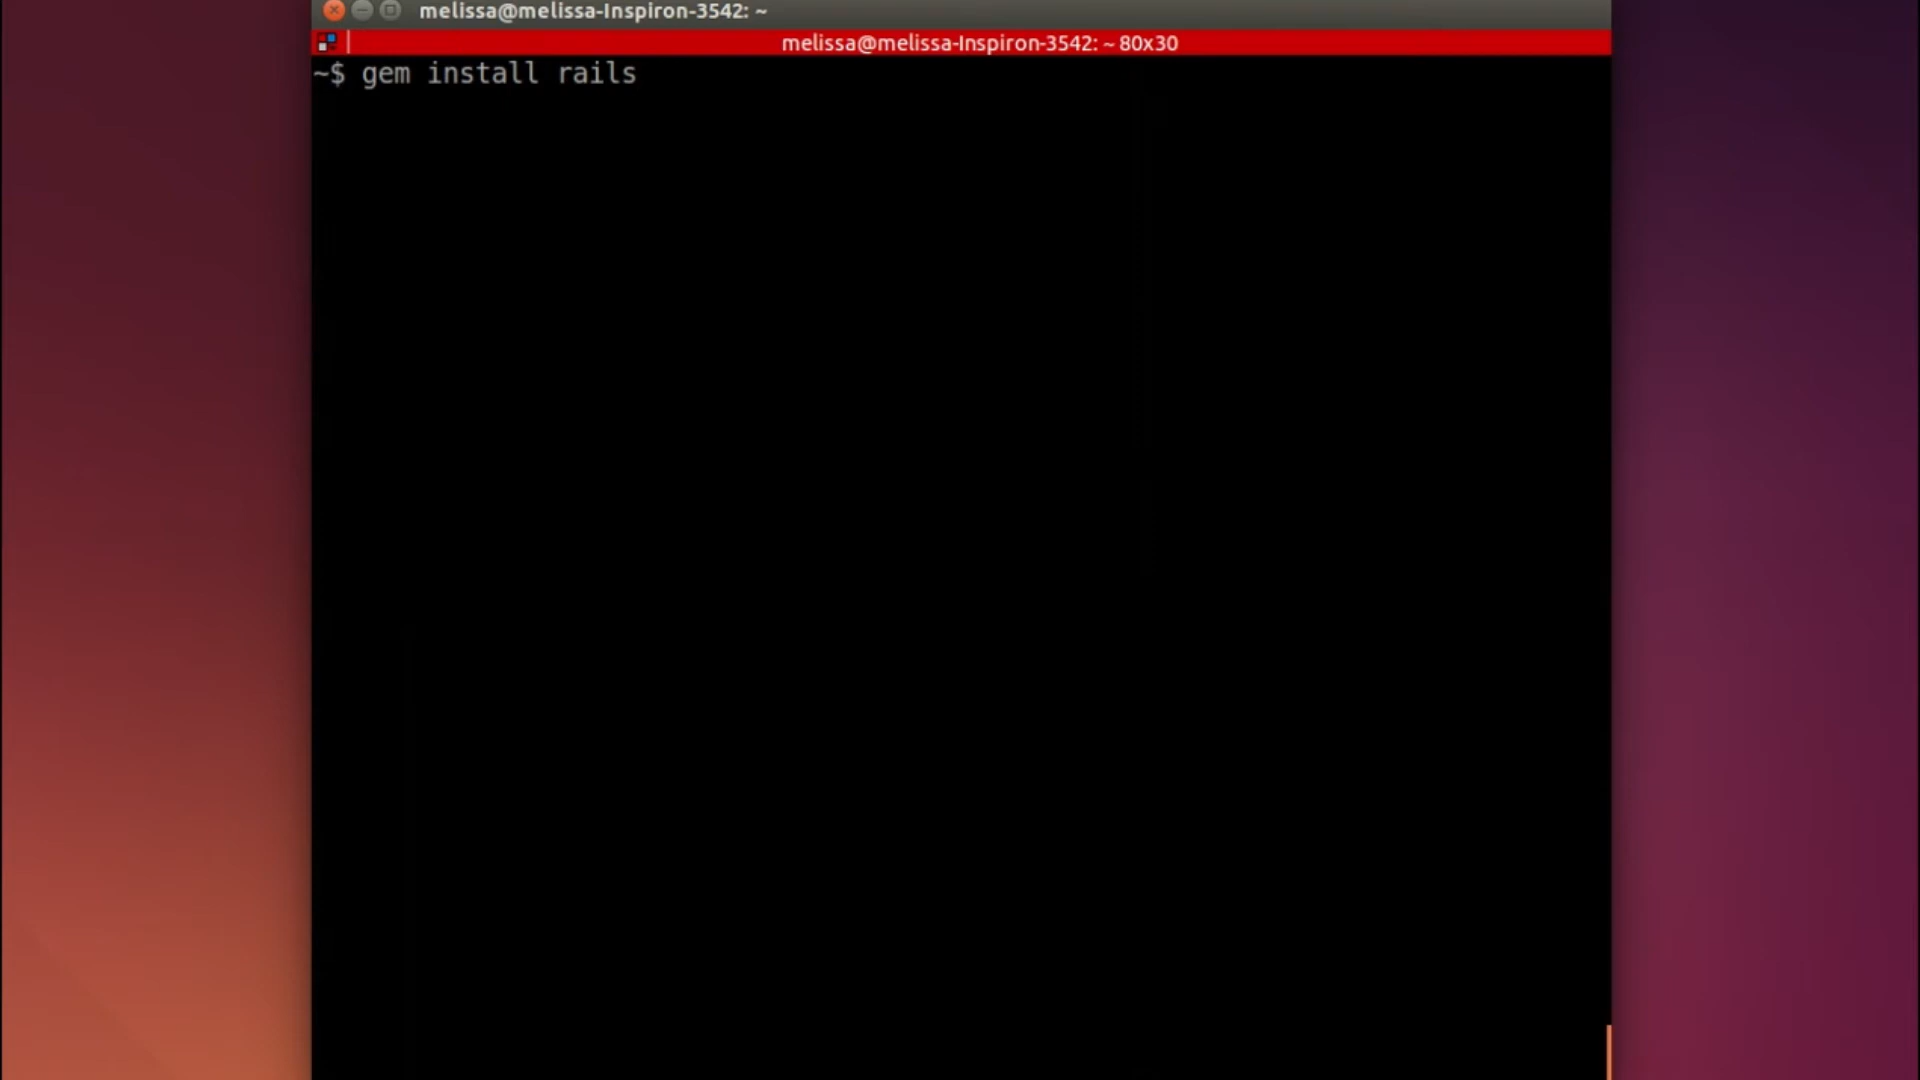 melissa@melissa-Inspiron-3542: ~
melissa@melissa-Inspiron-3542: ~ 80x30
~$ gem install rails